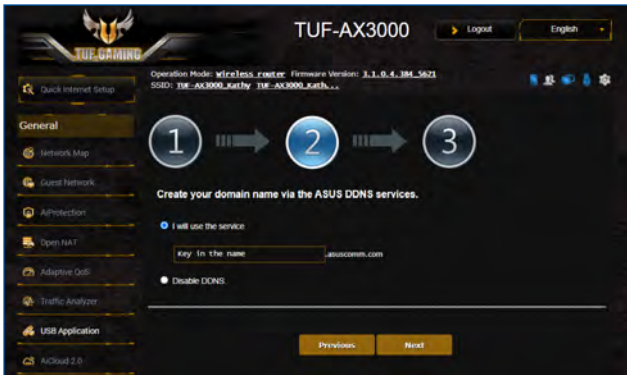 TUF GAMING
TUF-AX3000
Logout
English
Operation Mode: Wireless router Firmware Version: 3.1.0.4.384_5621
SSID: TUF-AX3000_Kathy TUF-AX3000_Kath...
Quick Internet Setup
General
Network Map
Guest Network
AiProtection
Open NAT
Adaptive QoS
Traffic Analyzer
USB Application
AiCloud 2.0
1
2
3
Create your domain name via the ASUS DDNS services.
I will use the service
Key in the name .asuscomm.com
Disable DDNS.
Previous Next